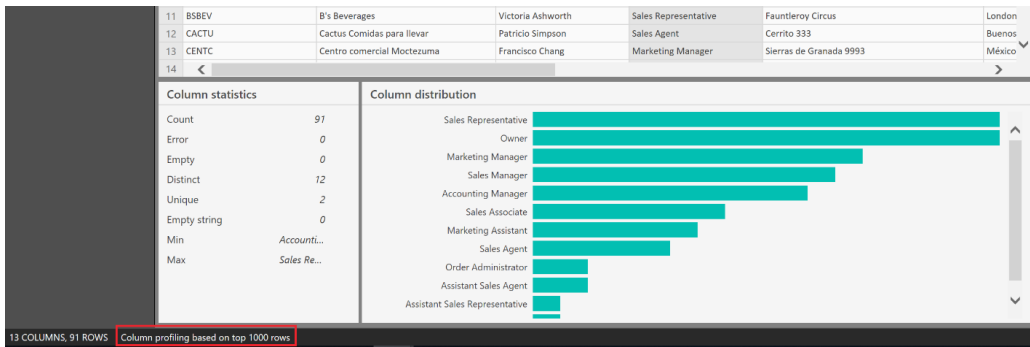 11 BSBEV B's Beverages Victoria Ashworth Sales Representative Fauntleroy Circus London
12 CACTU Cactus Comidas para llevar Patricio Simpson Sales Agent Cerrito 333 Buenos
13 CENTC Centro comercial Moctezuma Francisco Chang Marketing Manager Sierras de Granada 9993 México
14
Column statistics
Count 91
Error 0
Empty 0
Distinct 12
Unique 2
Empty string 0
Min Accounti...
Max Sales Re...
Column distribution
Sales Representative
Owner
Marketing Manager
Sales Manager
Accounting Manager
Sales Associate
Marketing Assistant
Sales Agent
Order Administrator
Assistant Sales Agent
Assistant Sales Representative
13 COLUMNS, 91 ROWS Column profiling based on top 1000 rows